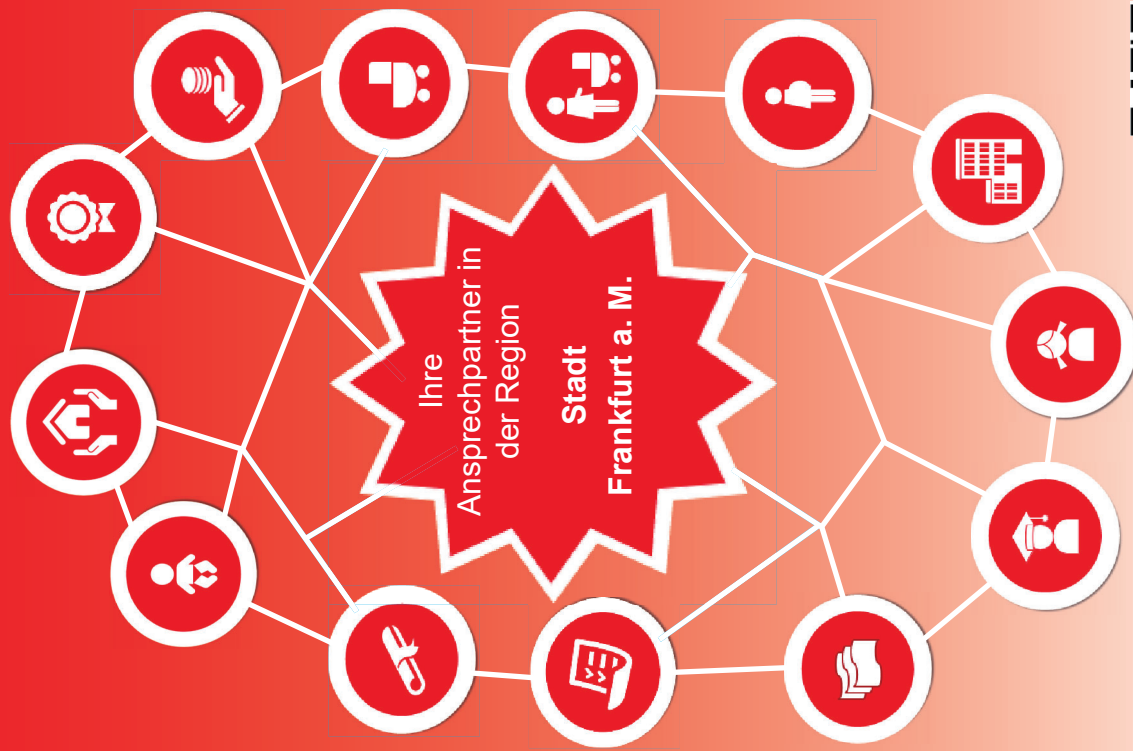 Ihre
Ansprechpartner in
der Region
Stadt
Frankfurt a. M.